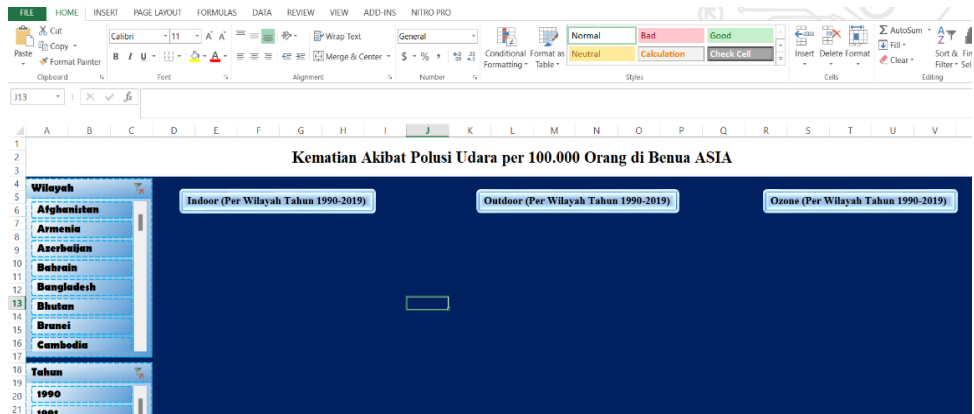 FILE HOME INSERT PAGE LAYOUT FORMULAS DATA REVIEW VIEW ADD-INS NITRO PRO
Cut
Copy
Format Painter
Paste
Clipboard
Calibri 11
B I U
Font
Wrap Text
Merge & Center
Alignment
General
$ % ,
Number
Conditional Formatting
Format as Table
Normal Bad Good
Neutral Calculation Check Cell
Styles
Insert Delete Format
Cells
AutoSum
Fill
Clear
Sort & Filter
Editing
J13 fx
A B C D E F G H I J K L M N O P Q R S T U V
1
2 Kematian Akibat Polusi Udara per 100.000 Orang di Benua ASIA
3
4 Wilayah
5 Indoor (Per Wilayah Tahun 1990-2019) Outdoor (Per Wilayah Tahun 1990-2019) Ozone (Per Wilayah Tahun 1990-2019)
6 Afghanistan
7 Armenia
8
9 Azerbaijan
10 Bahrain
11
12 Bangladesh
13 Bhutan
14
15 Brunei
16 Cambodia
17
18 Tahun
19
20 1990
21 1991